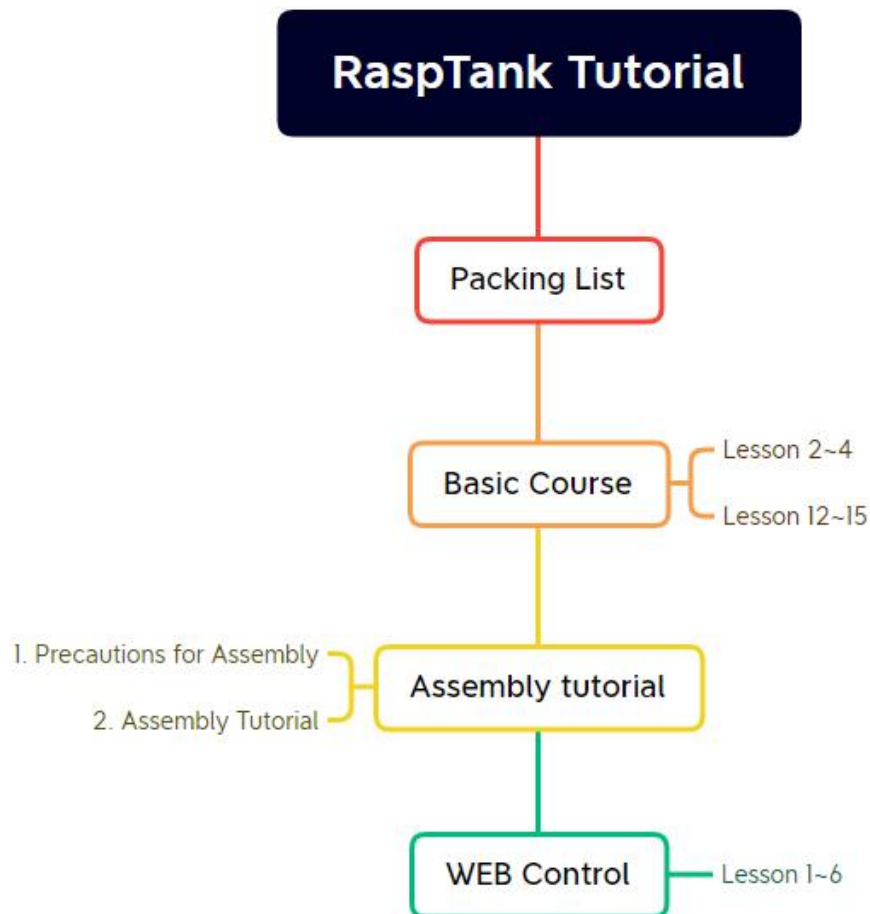 RaspTank Tutorial
Packing List
Basic Course
Lesson 2~4
Lesson 12~15
1. Precautions for Assembly
2. Assembly Tutorial
Assembly tutorial
WEB Control
Lesson 1~6